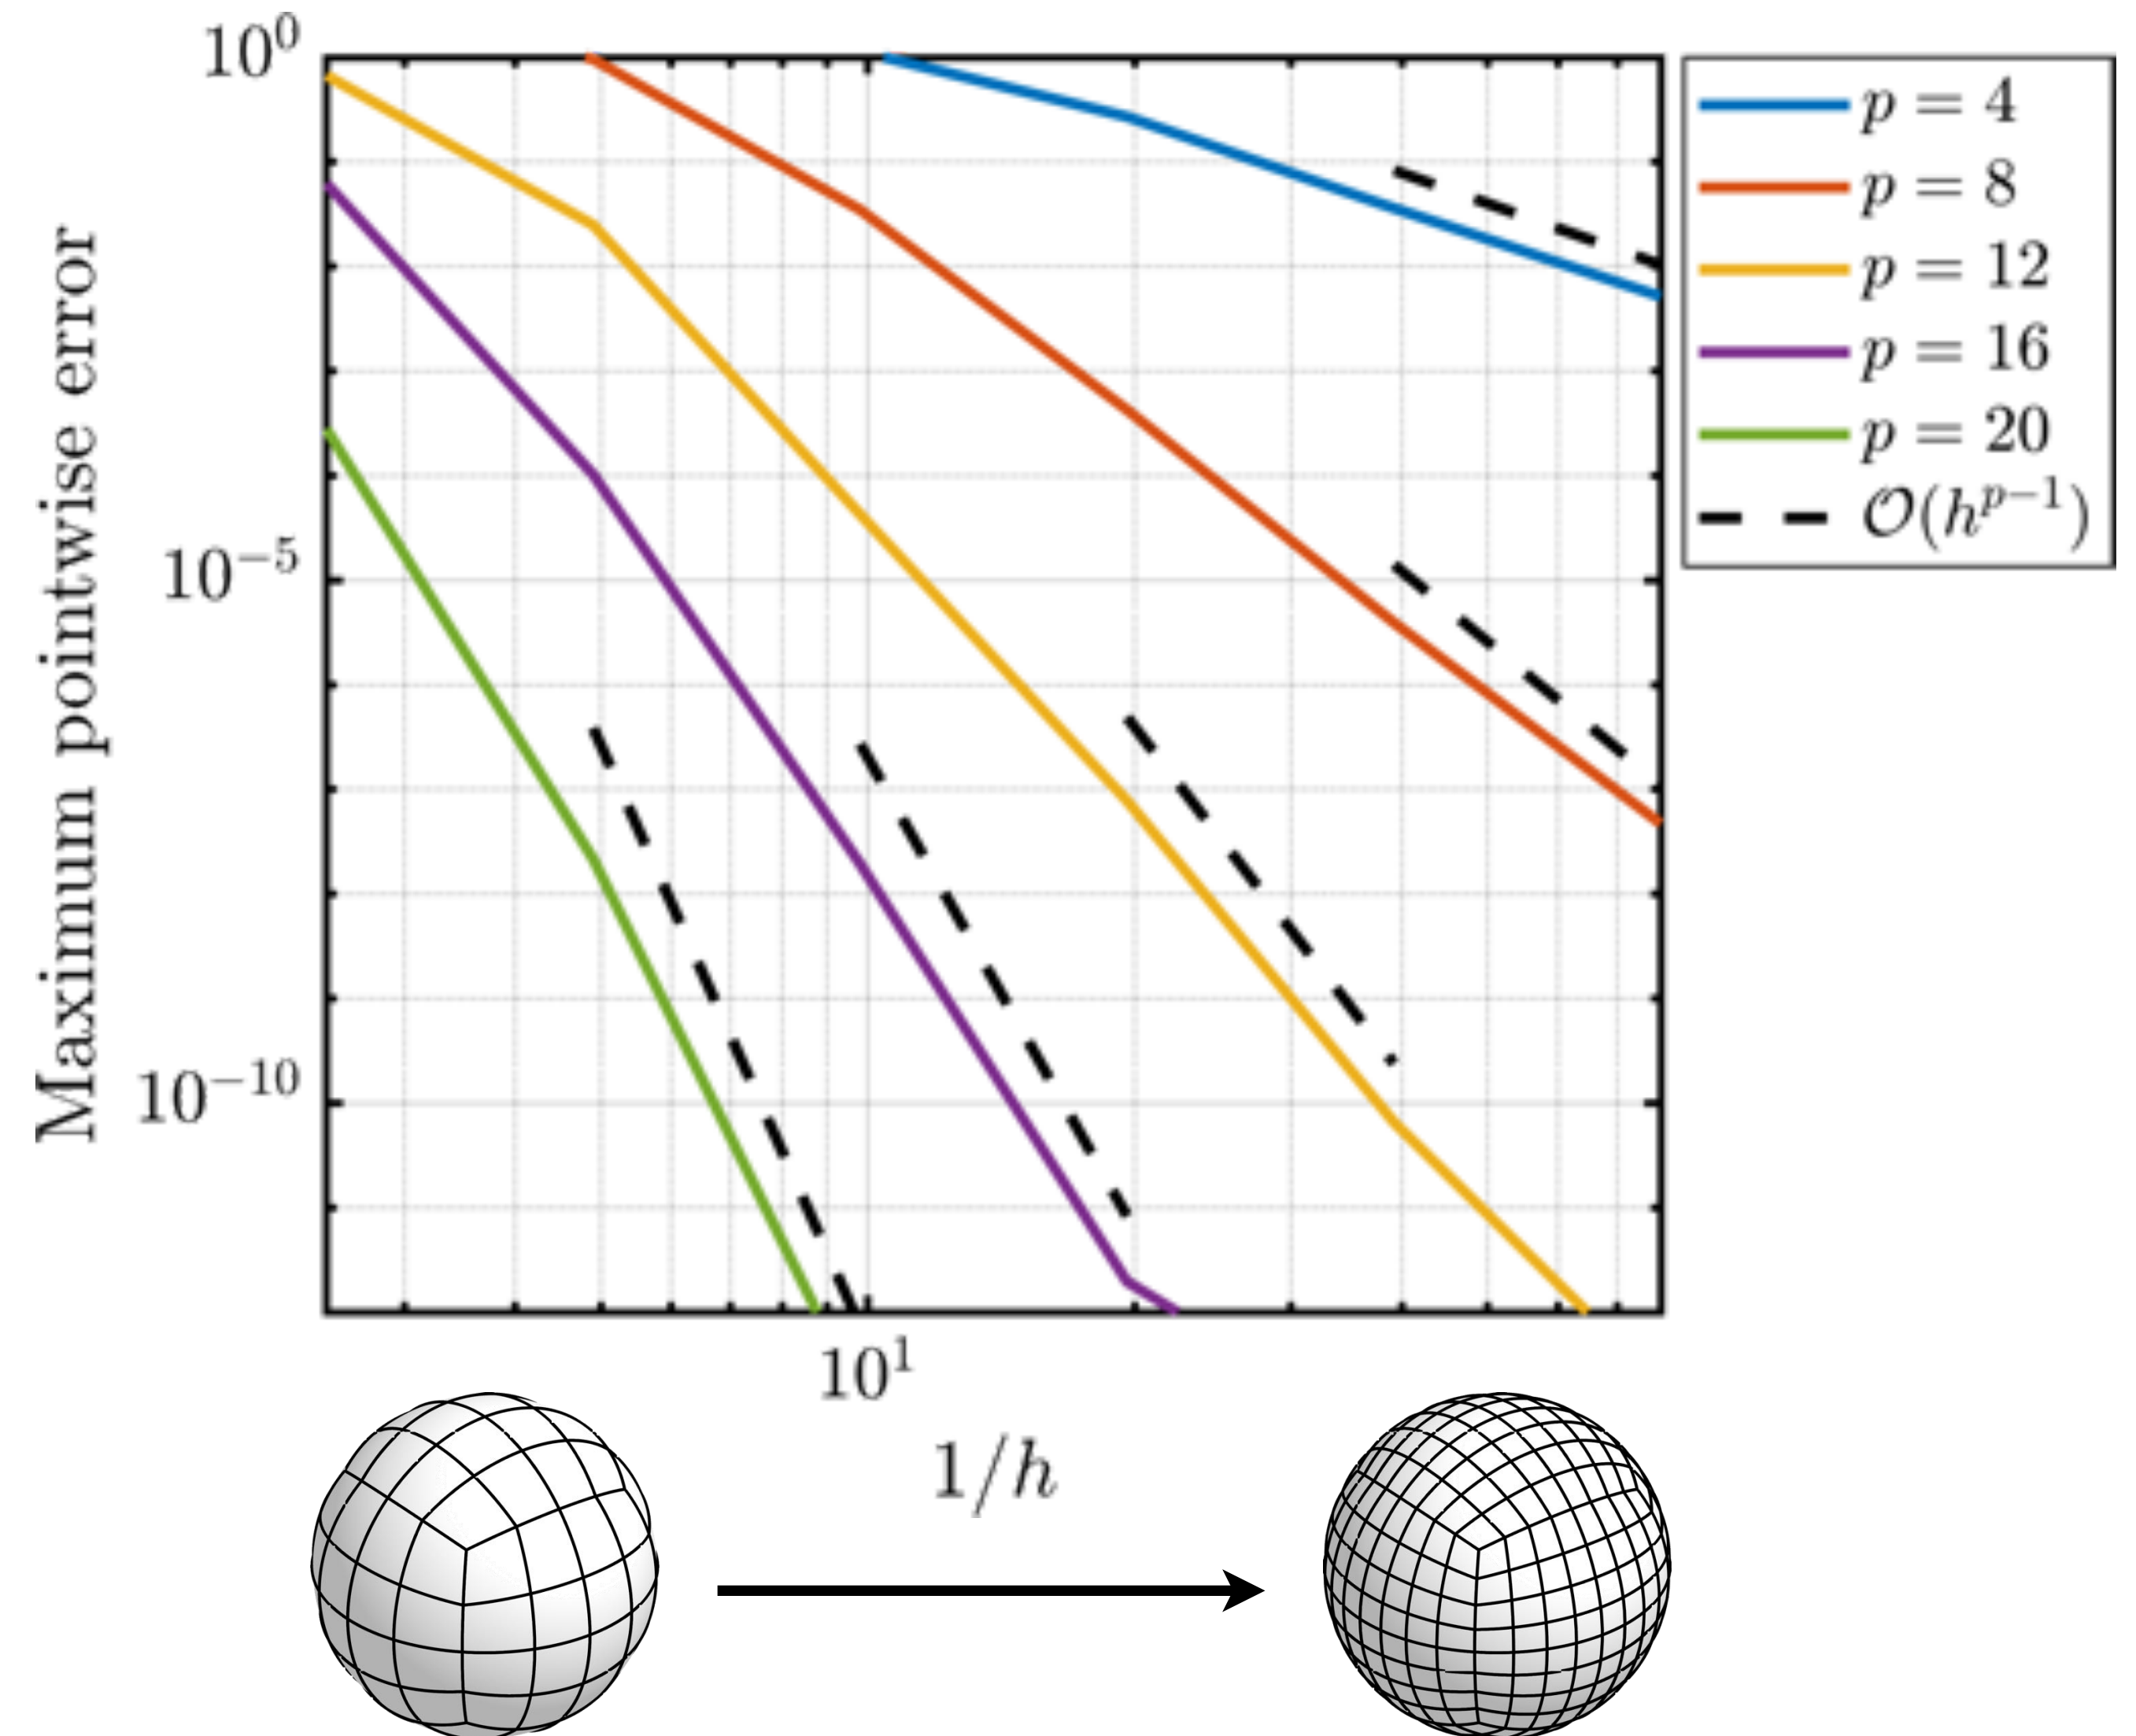 10^0
10^{-5}
10^{-10}
Maximum pointwise error
10^1
1/h
p = 4
p = 8
p = 12
p = 16
p = 20
𝒪(h^{p−1})